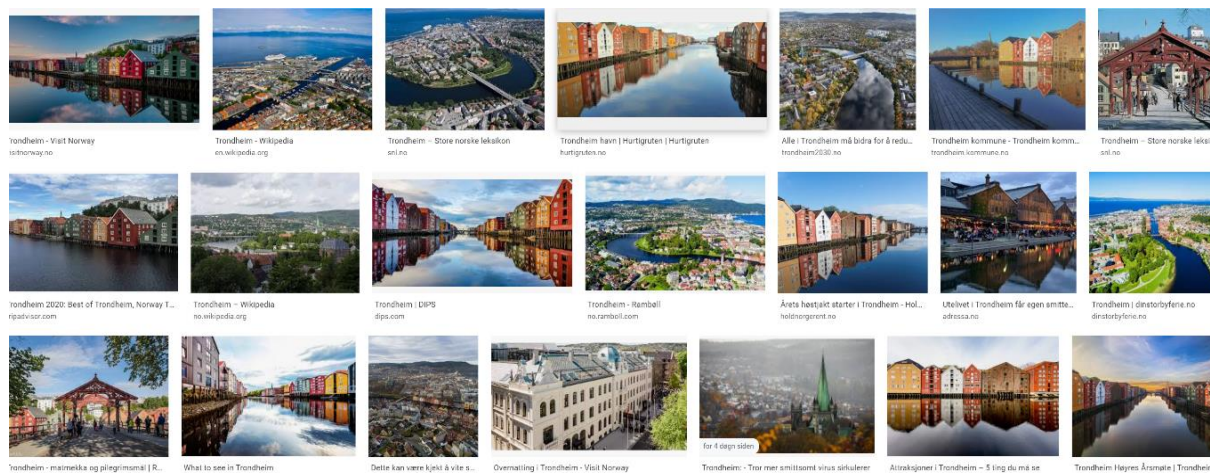 Trondheim - Visit Norway
visitnorway.no
Trondheim - Wikipedia
en.wikipedia.org
Trondheim – Store norske leksikon
snl.no
Trondheim havn | Hurtigruten | Hurtigruten
hurtigruten.no
Alle i Trondheim må bidra for å redu...
trondheim2030.no
Trondheim kommune - Trondheim komm...
trondheim.kommune.no
Trondheim – Store norske leksi
snl.no
Trondheim 2020: Best of Trondheim, Norway T...
tripadvisor.com
Trondheim – Wikipedia
no.wikipedia.org
Trondheim | DIPS
dips.com
Trondheim - Rambøll
no.ramboll.com
Årets høstjakt starter i Trondheim - Hol...
holdnorgerent.no
Utelivet i Trondheim får egen smitte...
adressa.no
Trondheim | dinstorbyferie.no
dinstorbyferie.no
for 4 døgn siden
Trondheim - matmekka og pilegrimsmål | R...
What to see in Trondheim
Dette kan være kjekt å vite s...
Overnatting i Trondheim - Visit Norway
Trondheim: - Tror mer smittsomt virus sirkulerer
Attraksjoner i Trondheim – 5 ting du må se
Trondheim Høyres Årsmøte | Trondhe